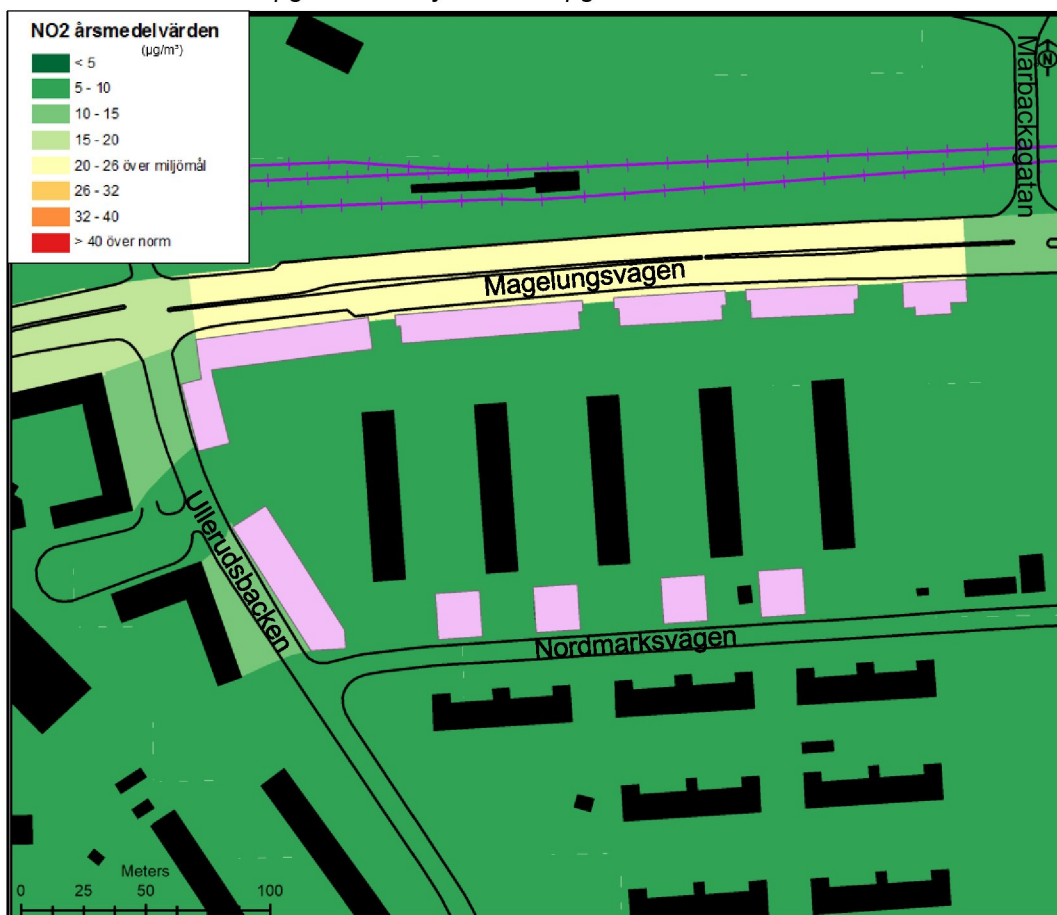 NO2 årsmedelvärden
(µg/m³)
< 5
5 - 10
10 - 15
15 - 20
20 - 26 över miljömål
26 - 32
32 - 40
> 40 över norm
Mårbackagatan
N
Magelungsvägen
Ullerudsbacken
Nordmarksvägen
Meters
0 25 50 100